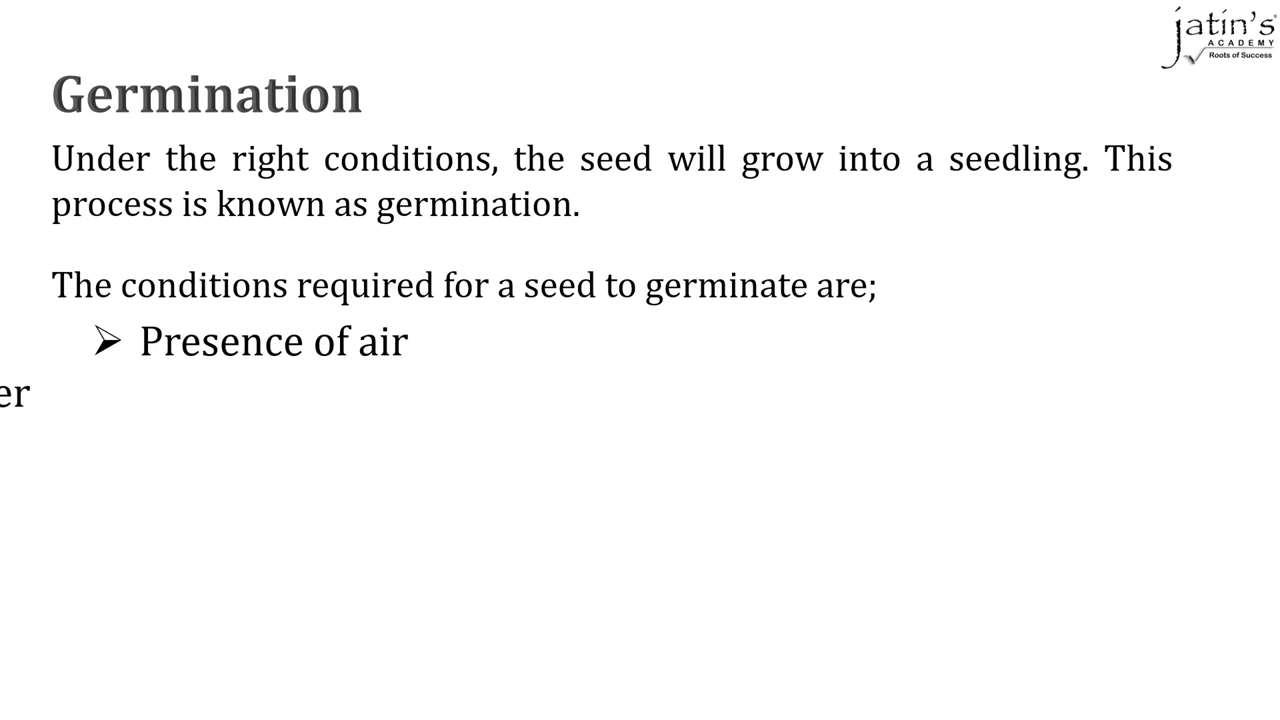 jatin's
ACADEMY
Roots of Success
Germination
Under the right conditions, the seed will grow into a seedling. This
process is known as germination.
The conditions required for a seed to germinate are;
➢ Presence of air
er